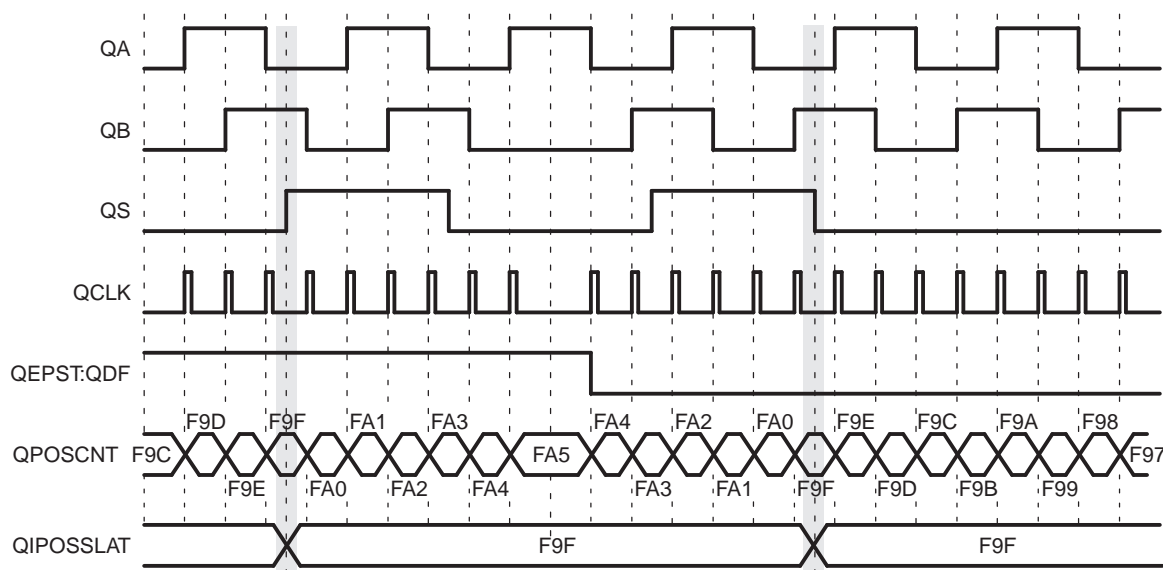 QA
QB
QS
QCLK
QEPST:QDF
F9D F9F FA1 FA3 FA4 FA2 FA0 F9E F9C F9A F98
QPOSCNT F9C FA5 F97
F9E FA0 FA2 FA4 FA3 FA1 F9F F9D F9B F99
QIPOSSLAT F9F F9F